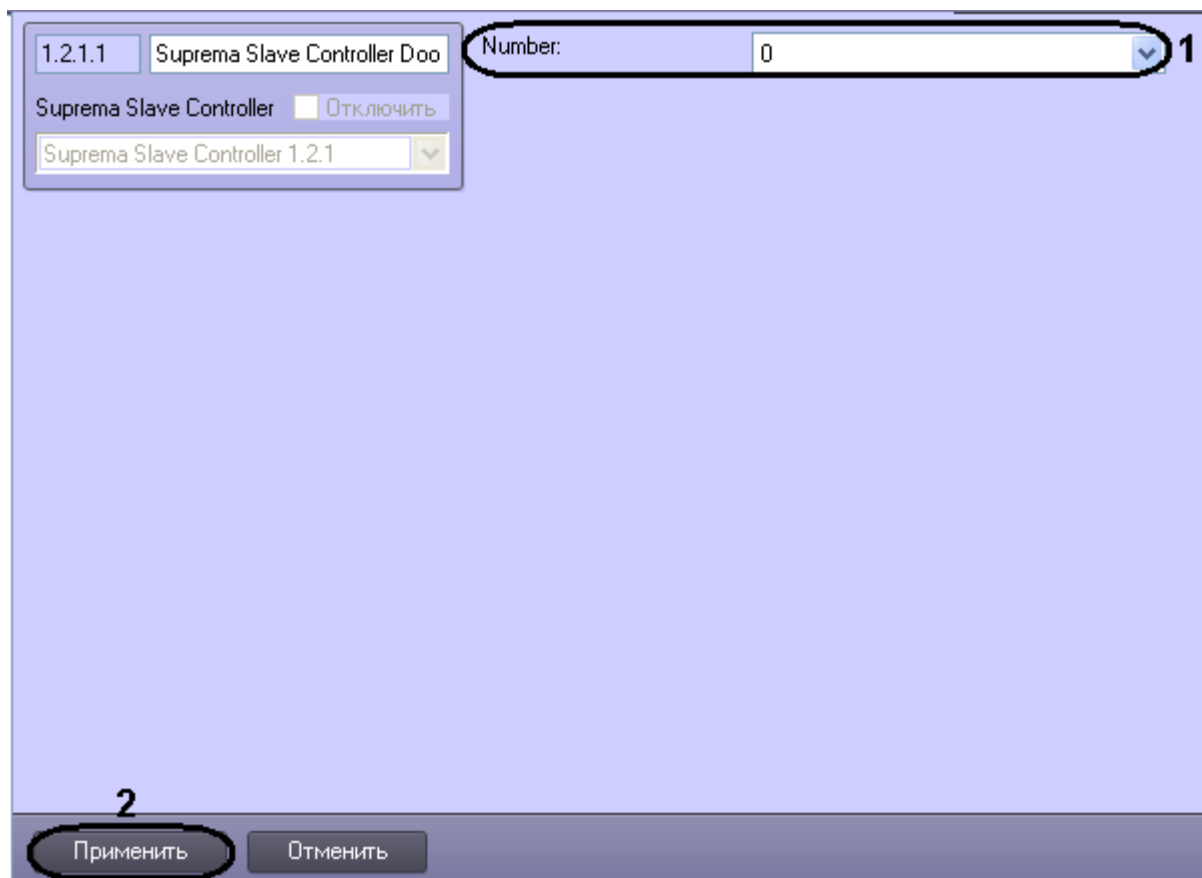 1.2.1.1 Suprema Slave Controller Doo
Number: 0 1
Suprema Slave Controller Отключить
Suprema Slave Controller 1.2.1
2
Применить Отменить